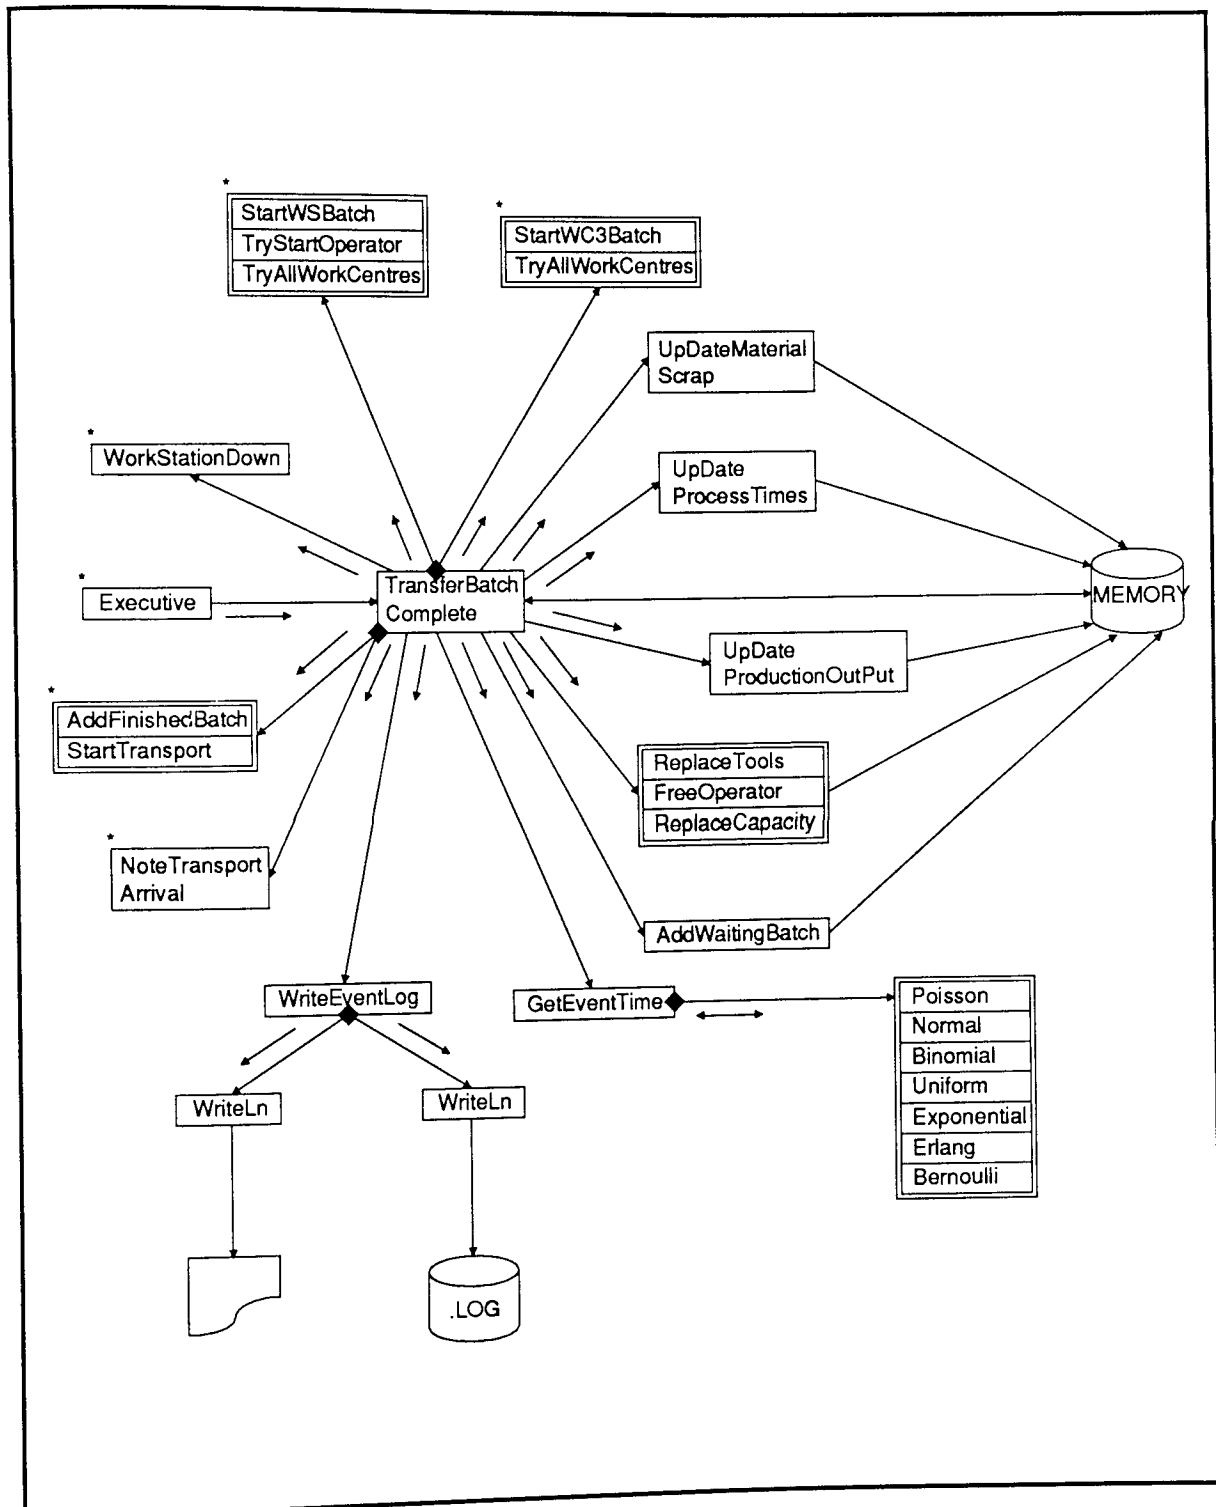 *
StartWSBatch
TryStartOperator
TryAllWorkCentres
*
StartWC3Batch
TryAllWorkCentres
UpDateMaterial
Scrap
*
WorkStationDown
UpDate
ProcessTimes
*
Executive
TransferBatch
Complete
MEMORY
UpDate
ProductionOutPut
*
AddFinishedBatch
StartTransport
ReplaceTools
FreeOperator
ReplaceCapacity
*
NoteTransport
Arrival
AddWaitingBatch
WriteEventLog
GetEventTime
Poisson
Normal
Binomial
Uniform
Exponential
Erlang
Bernoulli
WriteLn
WriteLn
.LOG